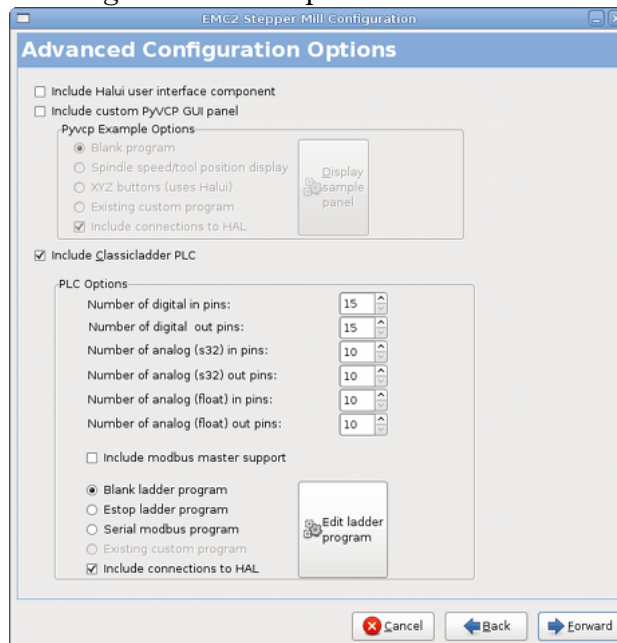 EMC2 Stepper Mill Configuration
Advanced Configuration Options
Include Halui user interface component
Include custom PyVCP GUI panel
Pyvcp Example Options
Blank program
Spindle speed/tool position display
XYZ buttons (uses Halui)
Existing custom program
Include connections to HAL
Display
sample
panel
Include Classicladder PLC
PLC Options
Number of digital in pins: 15
Number of digital out pins: 15
Number of analog (s32) in pins: 10
Number of analog (s32) out pins: 10
Number of analog (float) in pins: 10
Number of analog (float) out pins: 10
Include modbus master support
Blank ladder program
Estop ladder program
Serial modbus program
Existing custom program
Include connections to HAL
Edit ladder
program
Cancel Back Forward